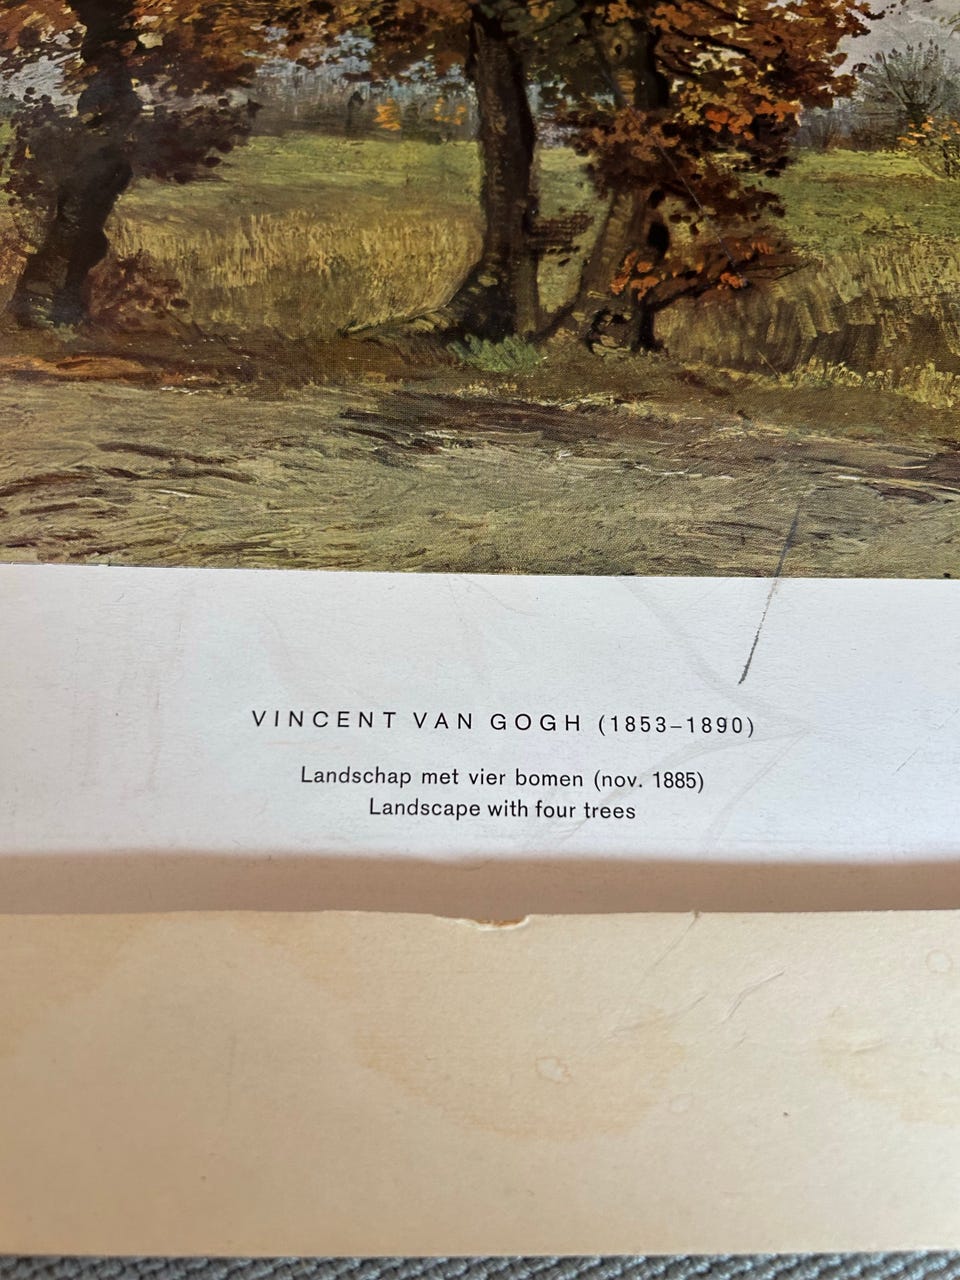 VINCENT VAN GOGH (1853–1890)
Landschap met vier bomen (nov. 1885)
Landscape with four trees